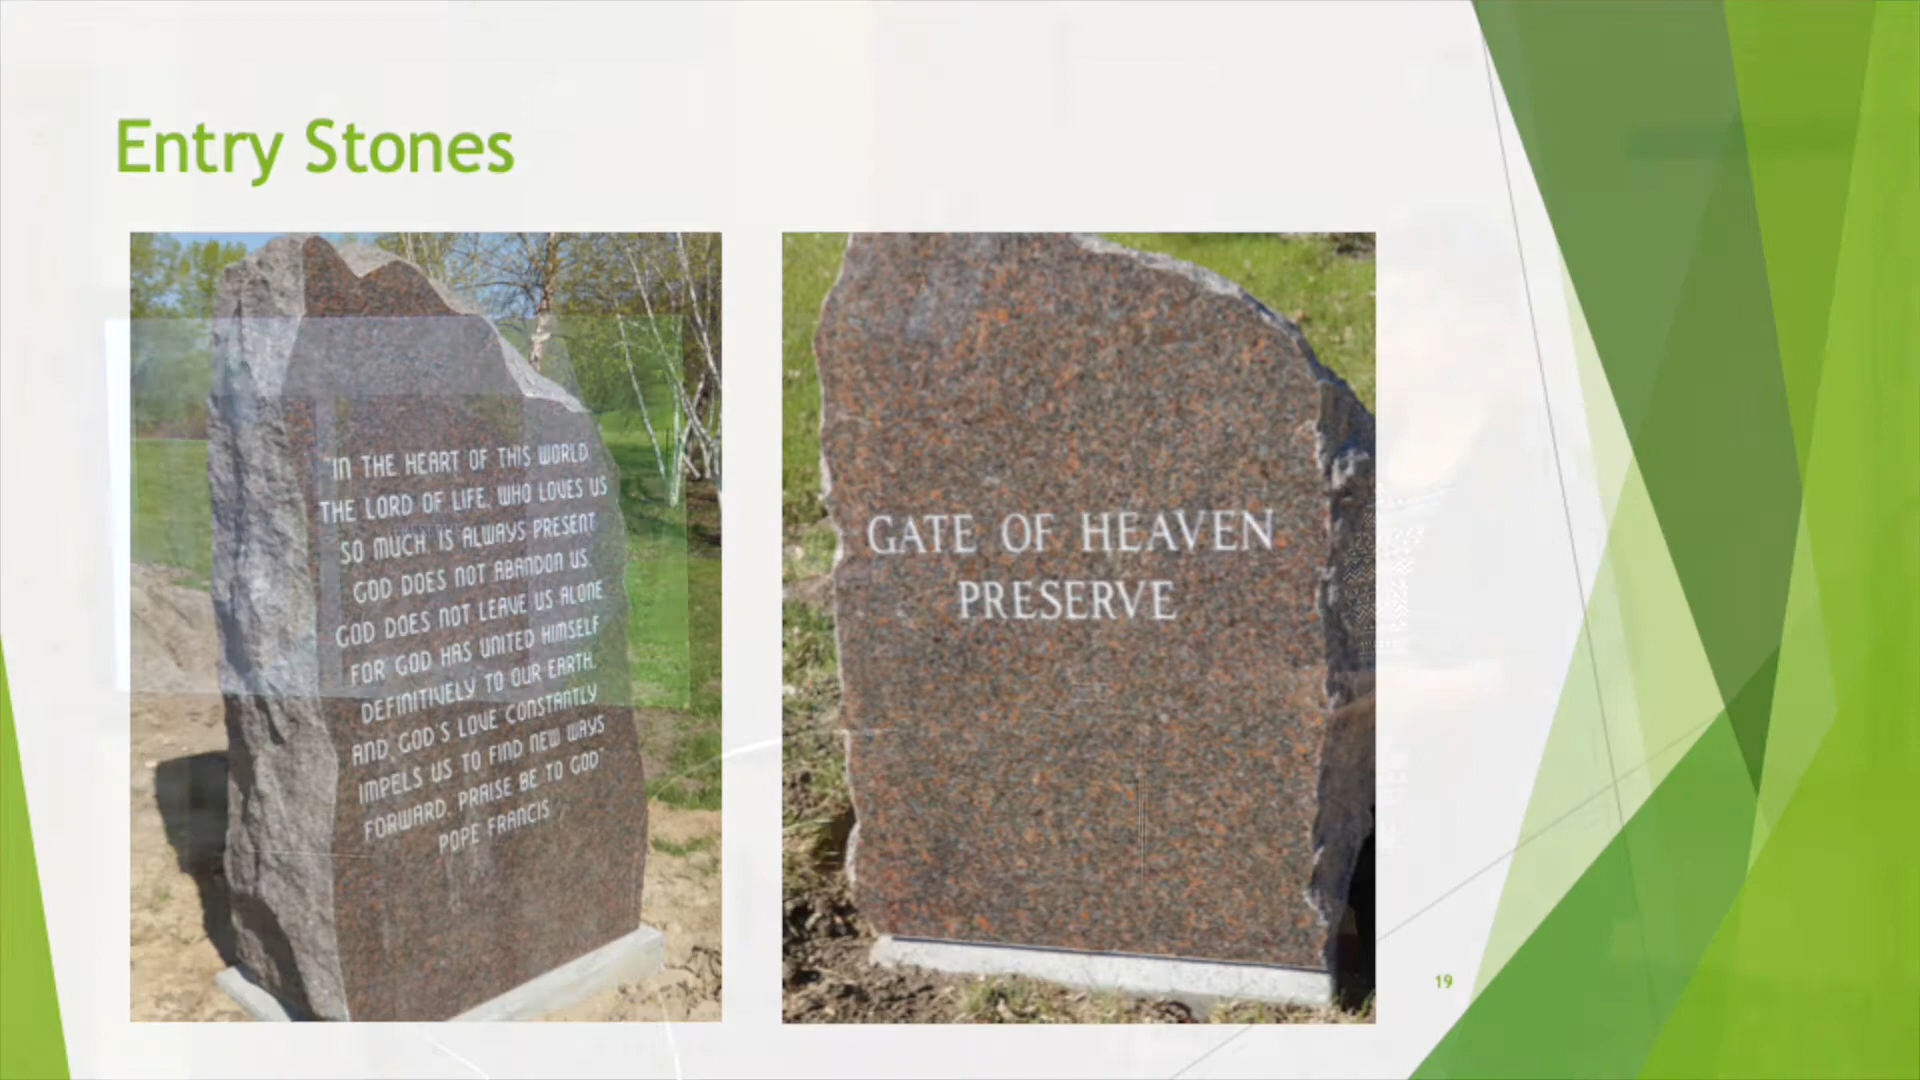 Entry Stones
"IN THE HEART OF THIS WORLD
THE LORD OF LIFE, WHO LOVES US
SO MUCH, IS ALWAYS PRESENT
GOD DOES NOT ABANDON US.
GOD DOES NOT LEAVE US ALONE
FOR GOD HAS UNITED HIMSELF
DEFINITIVELY TO OUR EARTH,
AND GOD'S LOVE CONSTANTLY
IMPELS US TO FIND NEW WAYS
FORWARD. PRAISE BE TO GOD"
POPE FRANCIS
GATE OF HEAVEN
PRESERVE
19